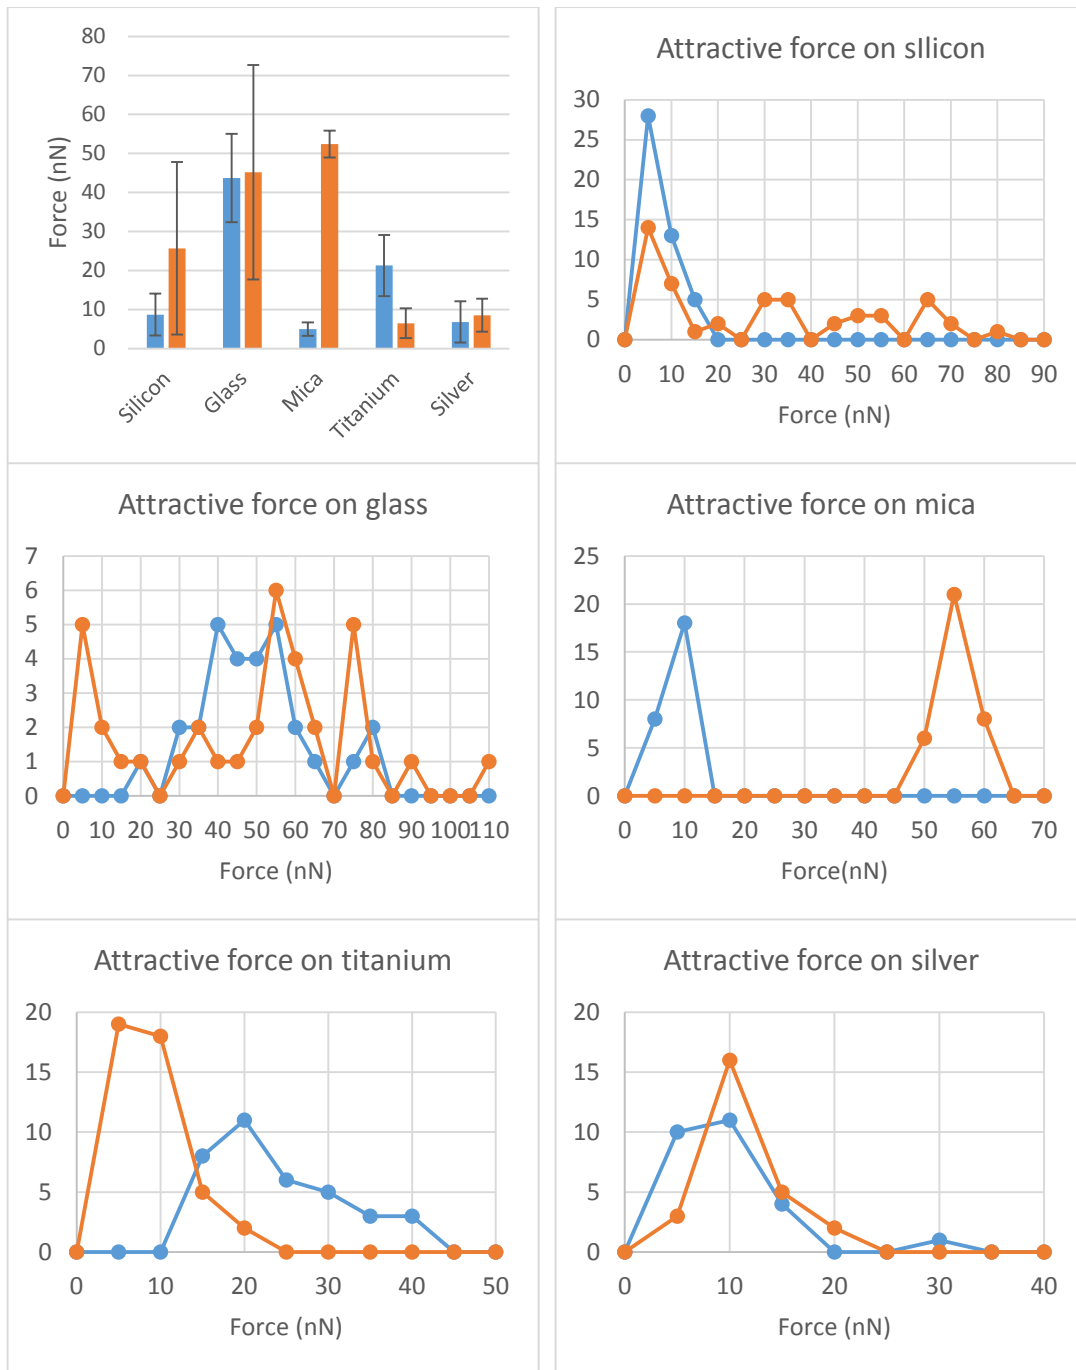 80
70
60
50
40
30
20
10
0
Force (nN)
Silicon
Glass
Mica
Titanium
Silver
Attractive force on sIlicon
30
25
20
15
10
5
0
0 10 20 30 40 50 60 70 80 90
Force (nN)
Attractive force on glass
7
6
5
4
3
2
1
0
0 10 20 30 40 50 60 70 80 90 100 110
Force (nN)
Attractive force on mica
25
20
15
10
5
0
0 10 20 30 40 50 60 70
Force(nN)
Attractive force on titanium
20
15
10
5
0
0 10 20 30 40 50
Force (nN)
Attractive force on silver
20
15
10
5
0
0 10 20 30 40
Force (nN)